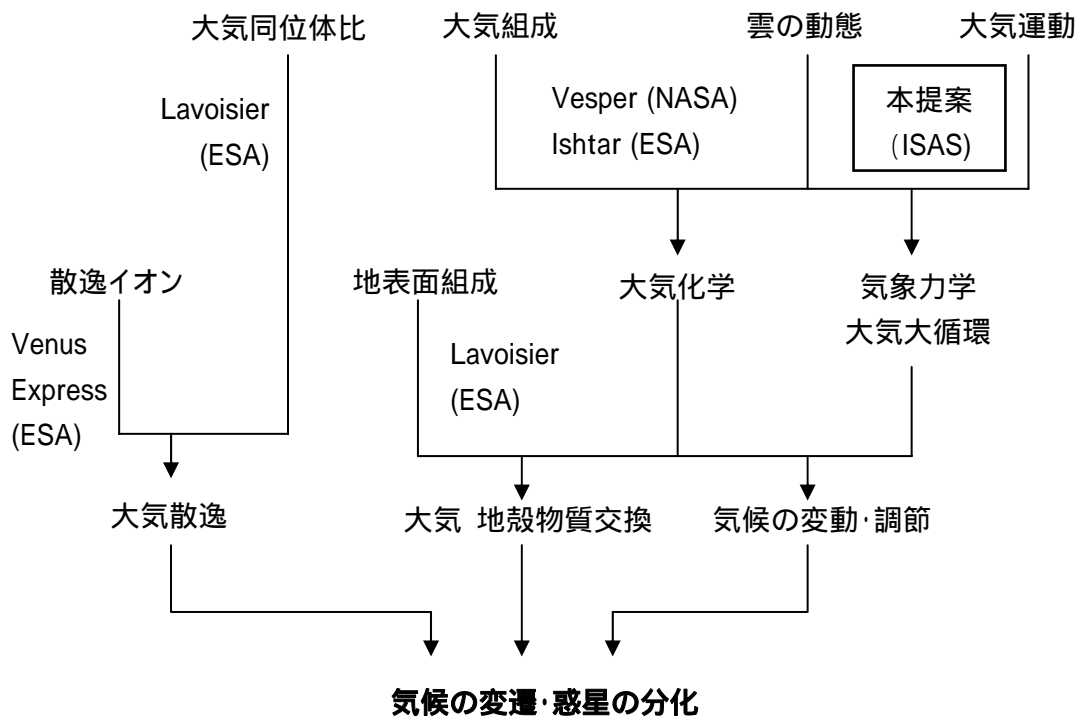 大気同位体比
大気組成
雲の動態
大気運動
Lavoisier
(ESA)
Vesper (NASA)
Ishtar (ESA)
本提案
(ISAS)
散逸イオン
地表面組成
大気化学
気象力学
大気大循環
Venus
Express
(ESA)
Lavoisier
(ESA)
大気散逸
大気 地殻物質交換
気候の変動･調節
気候の変遷･惑星の分化